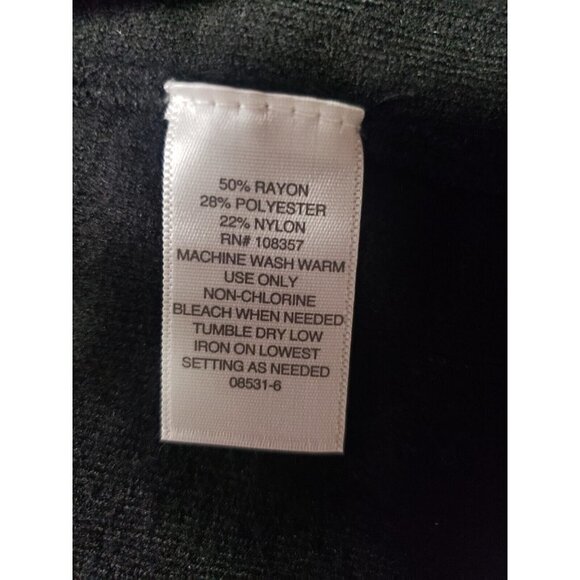 50% RAYON
28% POLYESTER
22% NYLON
RN# 108357
MACHINE WASH WARM
USE ONLY
NON-CHLORINE
BLEACH WHEN NEEDED
TUMBLE DRY LOW
IRON ON LOWEST
SETTING AS NEEDED
08531-6